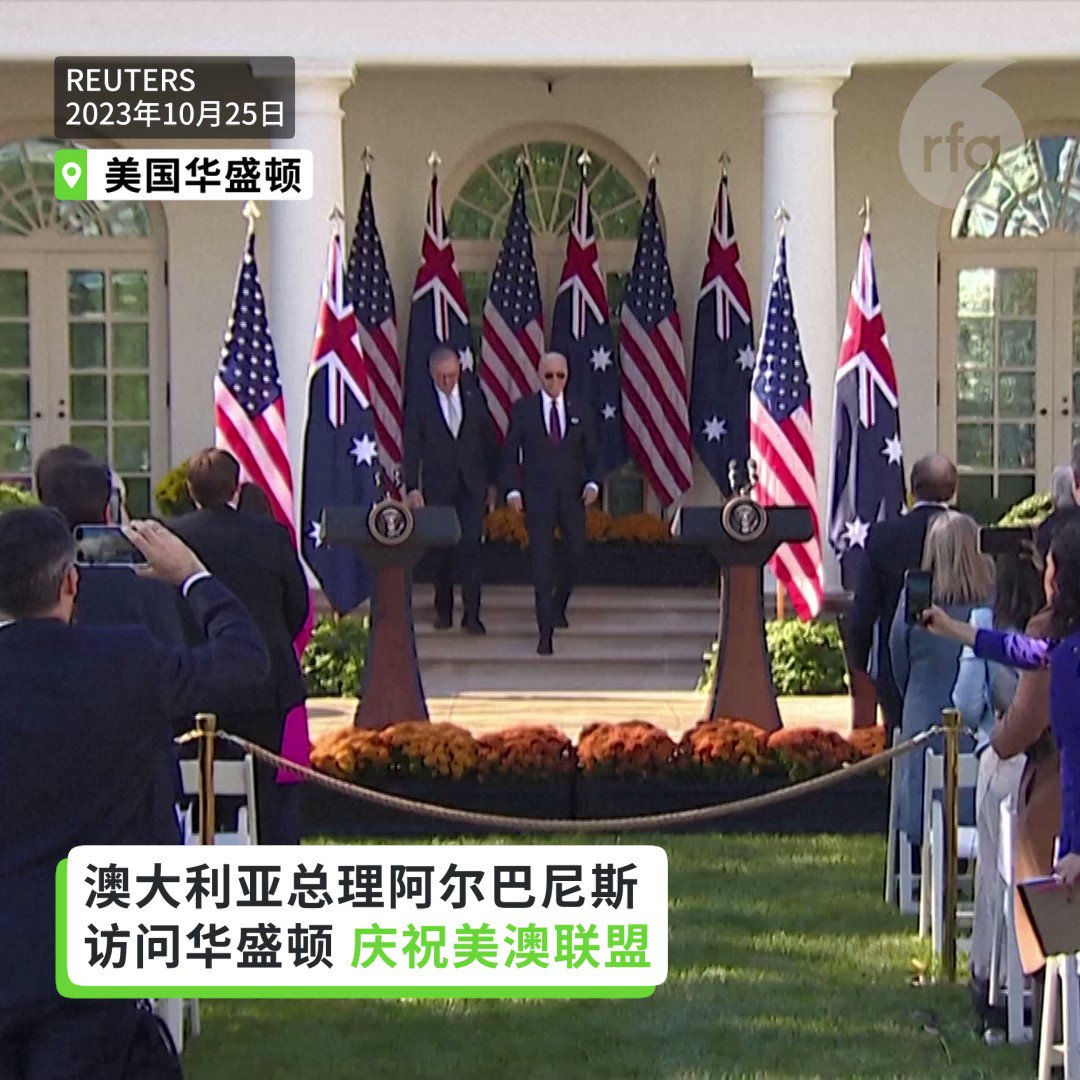 REUTERS
2023年10月25日
美国华盛顿
rfa
澳大利亚总理阿尔巴尼斯
访问华盛顿 庆祝美澳联盟